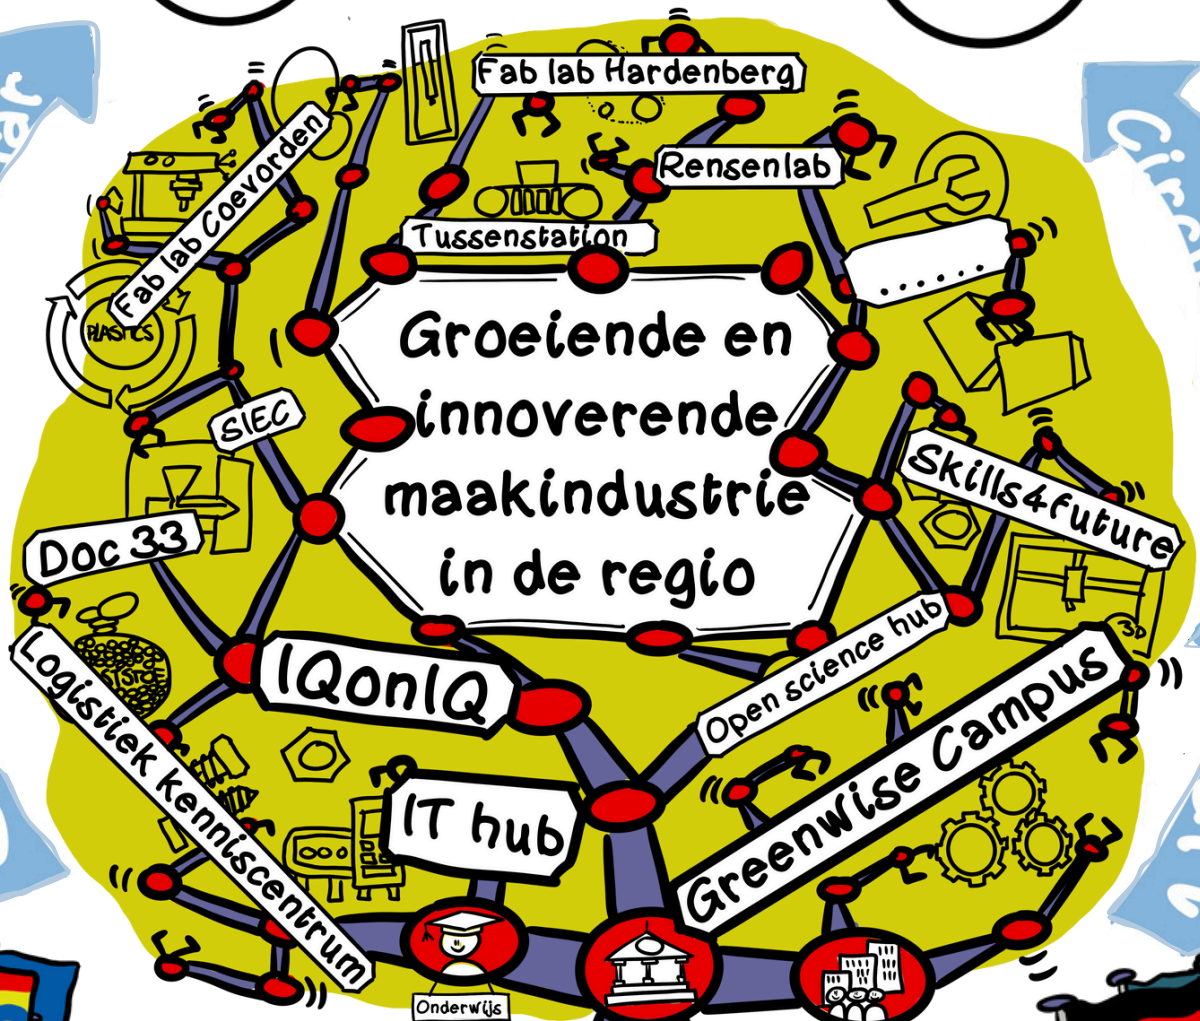 Fab lab Hardenberg
Fab lab Coevorden
Rensenlab
Tussenstation
......
PLASTICS
SIEC
Groeiende en
innoverende
maakindustrie
in de regio
Skills4future
Doc 33
3D
Open science hub
IQonIQ
Logistiek kenniscentrum
IT hub
Greenwise Campus
Onderwijs